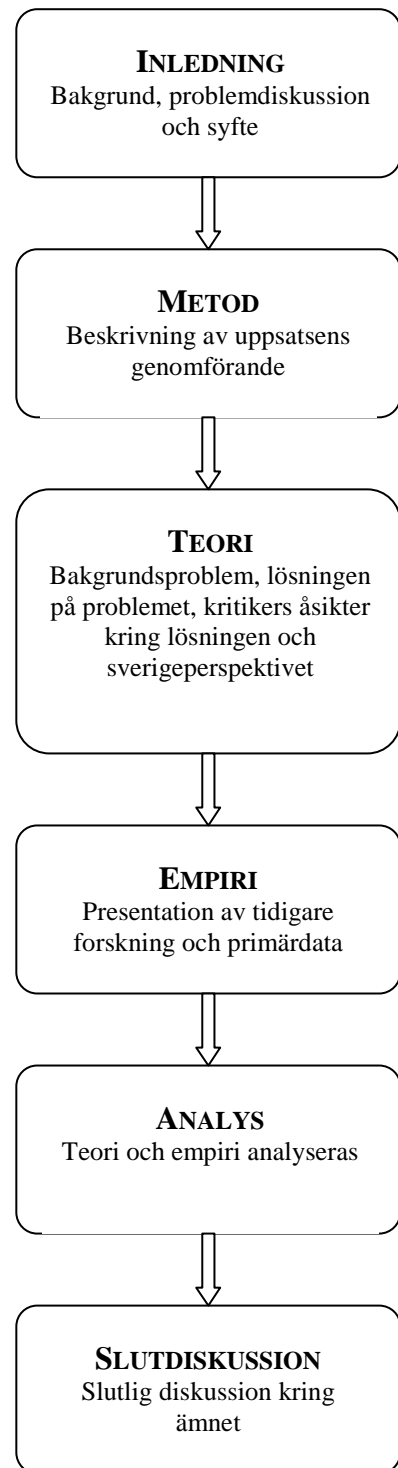 INLEDNING
Bakgrund, problemdiskussion
och syfte
METOD
Beskrivning av uppsatsens
genomförande
TEORI
Bakgrundsproblem, lösningen
på problemet, kritikers åsikter
kring lösningen och
sverigeperspektivet
EMPIRI
Presentation av tidigare
forskning och primärdata
ANALYS
Teori och empiri analyseras
SLUTDISKUSSION
Slutlig diskussion kring
ämnet